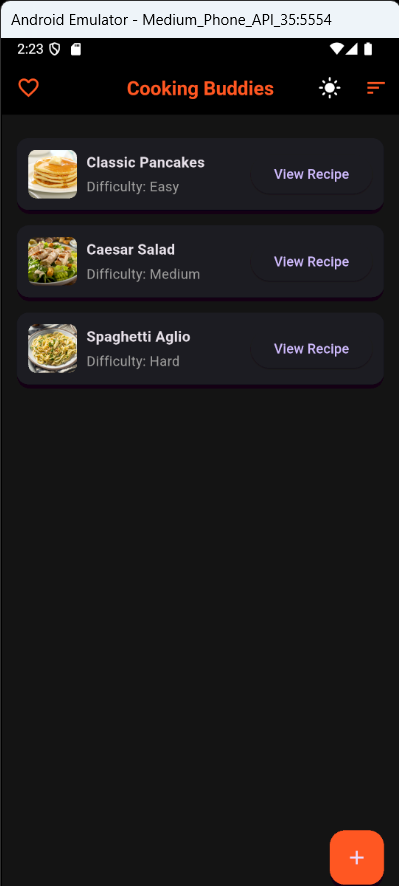 Android Emulator - Medium_Phone_API_35:5554
2:23
Cooking Buddies
Classic Pancakes
Difficulty: Easy
View Recipe
Caesar Salad
Difficulty: Medium
View Recipe
Spaghetti Aglio
Difficulty: Hard
View Recipe
+